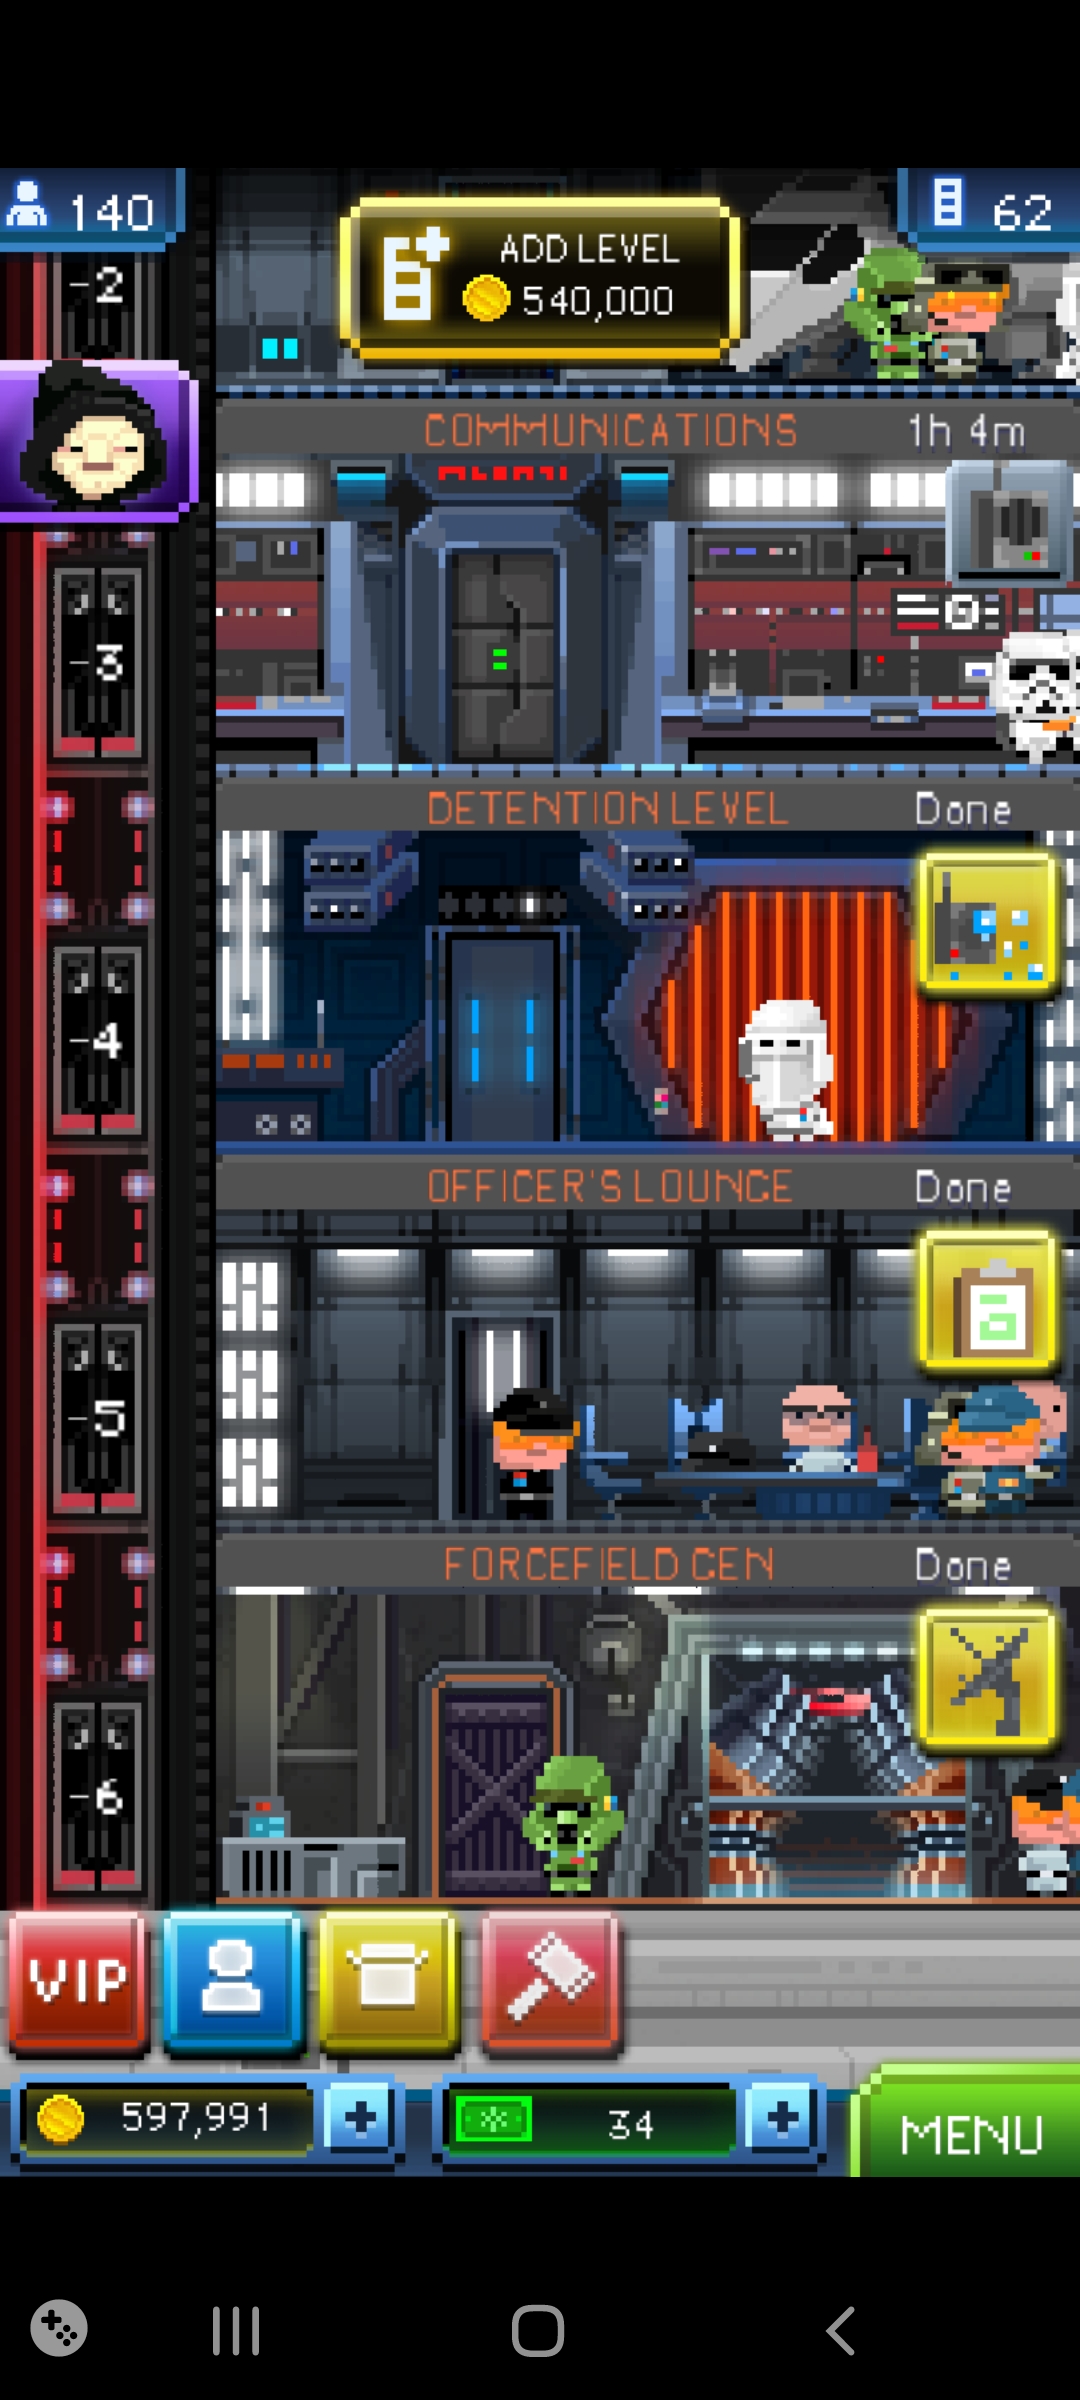 140
ADD LEVEL
540,000
62
-2
COMMUNICATIONS
1h 4m
-3
DETENTION LEVEL
Done
-4
OFFICER'S LOUNGE
Done
-5
FORCEFIELD GEN
Done
-6
VIP
597,991
34
MENU